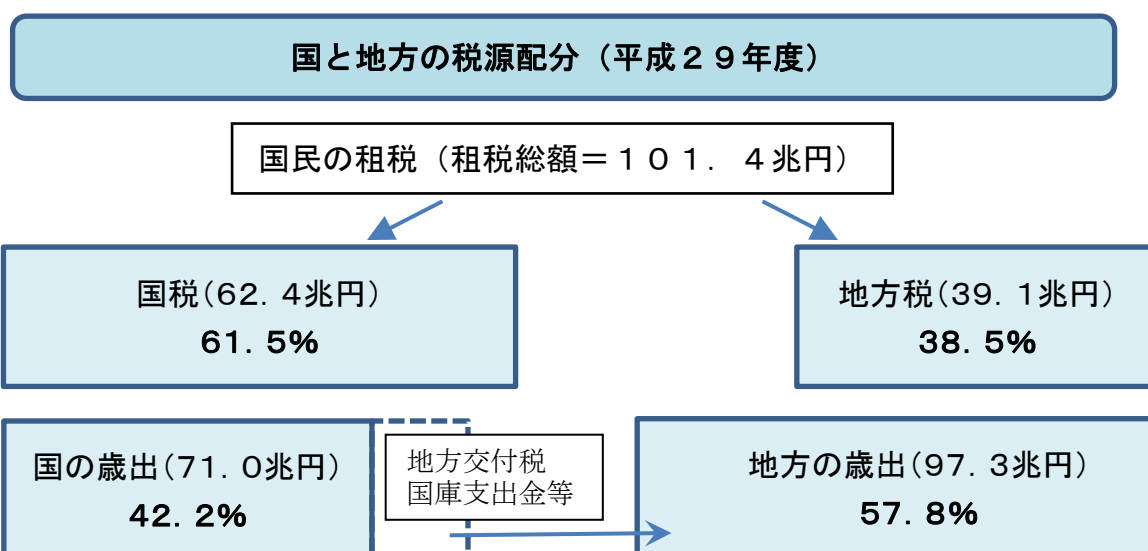 国と地方の税源配分（平成２９年度）
国民の租税（租税総額＝１０１．４兆円）
国税（６２．４兆円）
６１．５％
地方税（３９．１兆円）
３８．５％
国の歳出（７１．０兆円）
４２．２％
地方交付税
国庫支出金等
地方の歳出（９７．３兆円）
５７．８％